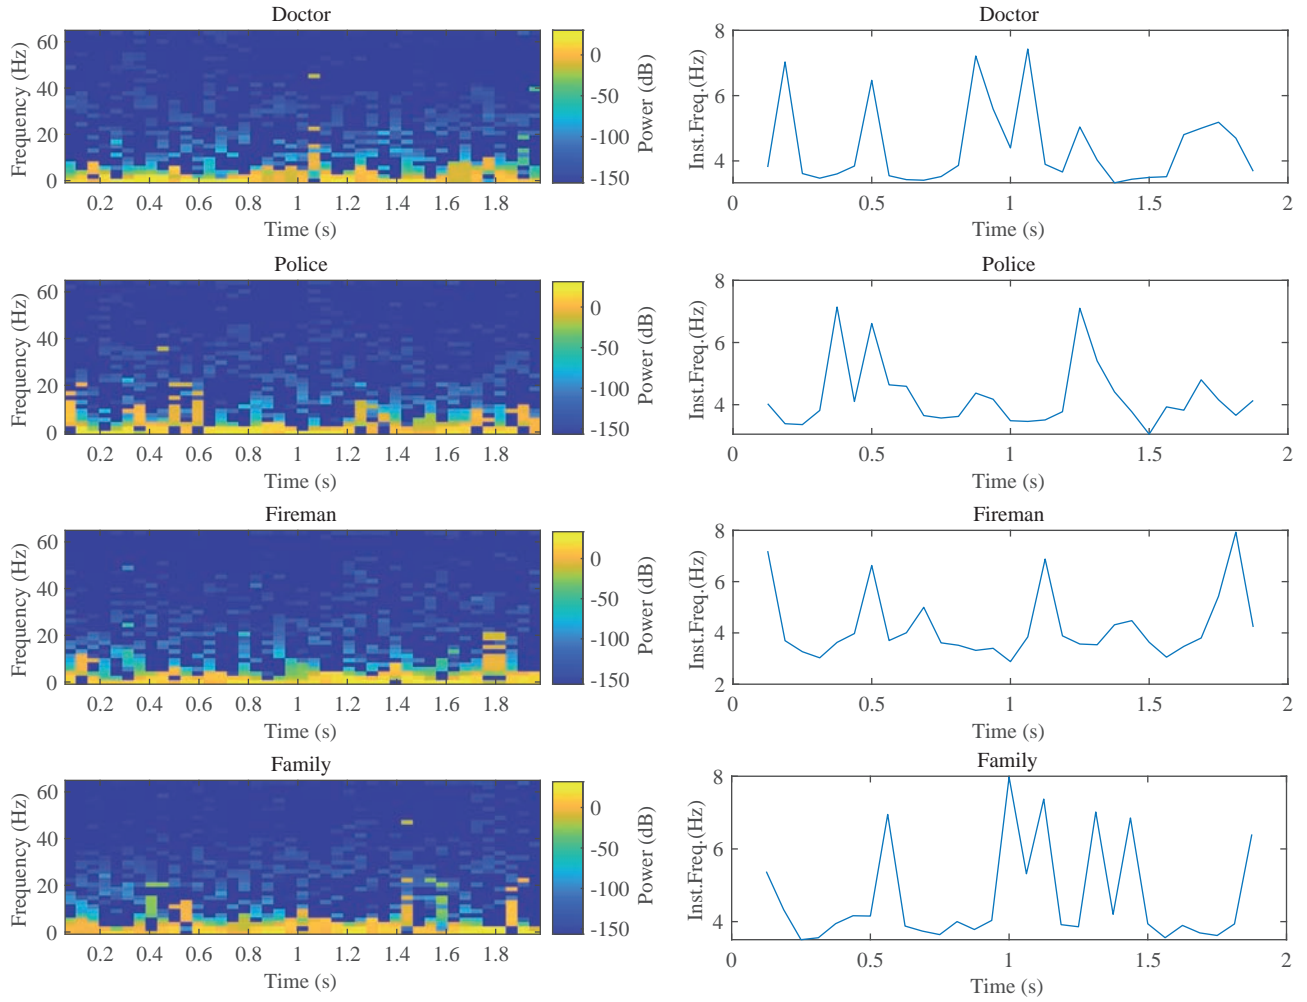 Doctor
Frequency (Hz)
60
40
20
0
0.2 0.4 0.6 0.8 1 1.2 1.4 1.6 1.8
Time (s)
0
-50
-100
-150
Power (dB)
Doctor
Inst.Freq.(Hz)
8
6
4
0 0.5 1 1.5 2
Time (s)
Police
Frequency (Hz)
60
40
20
0
0.2 0.4 0.6 0.8 1 1.2 1.4 1.6 1.8
Time (s)
0
-50
-100
-150
Power (dB)
Police
Inst.Freq.(Hz)
8
6
4
0 0.5 1 1.5 2
Time (s)
Fireman
Frequency (Hz)
60
40
20
0
0.2 0.4 0.6 0.8 1 1.2 1.4 1.6 1.8
Time (s)
0
-50
-100
-150
Power (dB)
Fireman
Inst.Freq.(Hz)
8
6
4
2
0 0.5 1 1.5 2
Time (s)
Family
Frequency (Hz)
60
40
20
0
0.2 0.4 0.6 0.8 1 1.2 1.4 1.6 1.8
Time (s)
0
-50
-100
-150
Power (dB)
Family
Inst.Freq.(Hz)
8
6
4
0 0.5 1 1.5 2
Time (s)